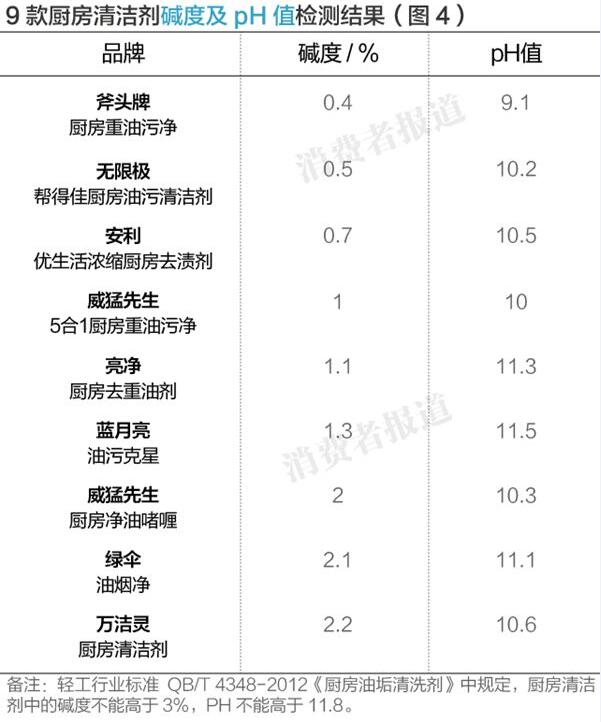 9款厨房清洁剂碱度及pH值检测结果（图4）
品牌 碱度/% pH值
斧头牌
厨房重油污净 0.4 9.1
无限极
帮得佳厨房油污清洁剂 0.5 10.2
安利
优生活浓缩厨房去渍剂 0.7 10.5
威猛先生
5合1厨房重油污净 1 10
亮净
厨房去重油剂 1.1 11.3
蓝月亮
油污克星 1.3 11.5
威猛先生
厨房净油啫喱 2 10.3
绿伞
油烟净 2.1 11.1
万洁灵
厨房清洁剂 2.2 10.6
备注：轻工行业标准 QB/T 4348-2012《厨房油垢清洗剂》中规定，厨房清洁
剂中的碱度不能高于3%，PH不能高于11.8。
消费者报道
消费者报道